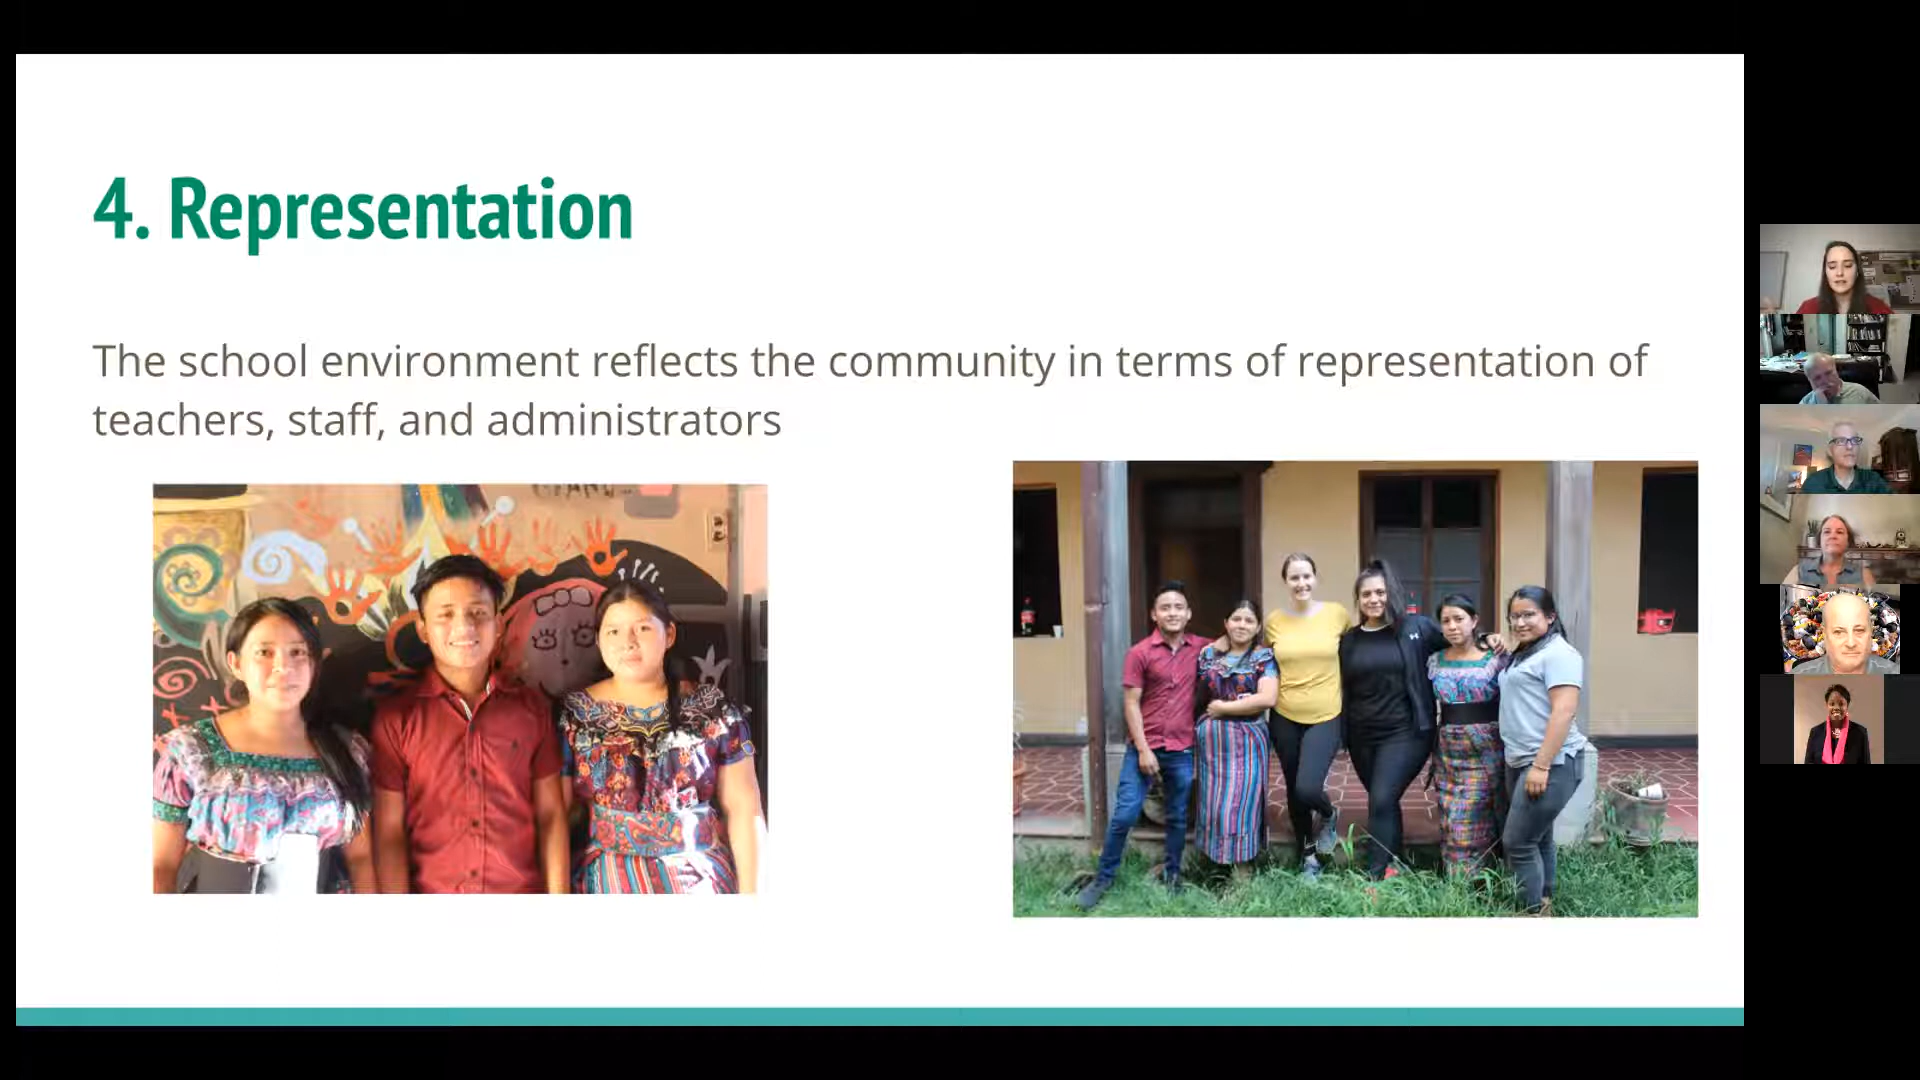 4. Representation
The school environment reflects the community in terms of representation of
teachers, staff, and administrators